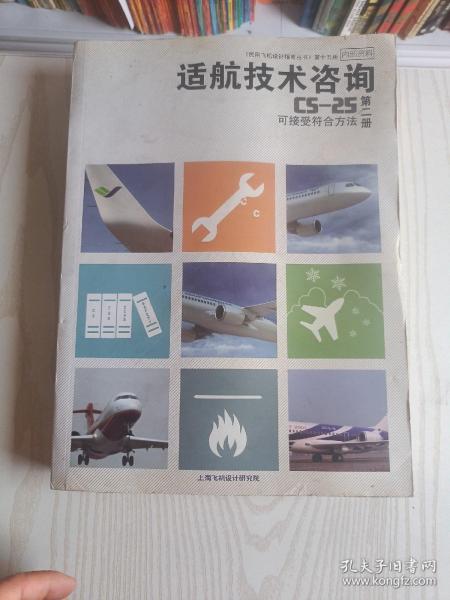 《民用飞机设计指南丛书》第十五册 内部资料
适航技术咨询
CS-25
第二册
可接受符合方法
C C
上海飞机设计研究院
孔夫子旧书网
www.kongfz.com